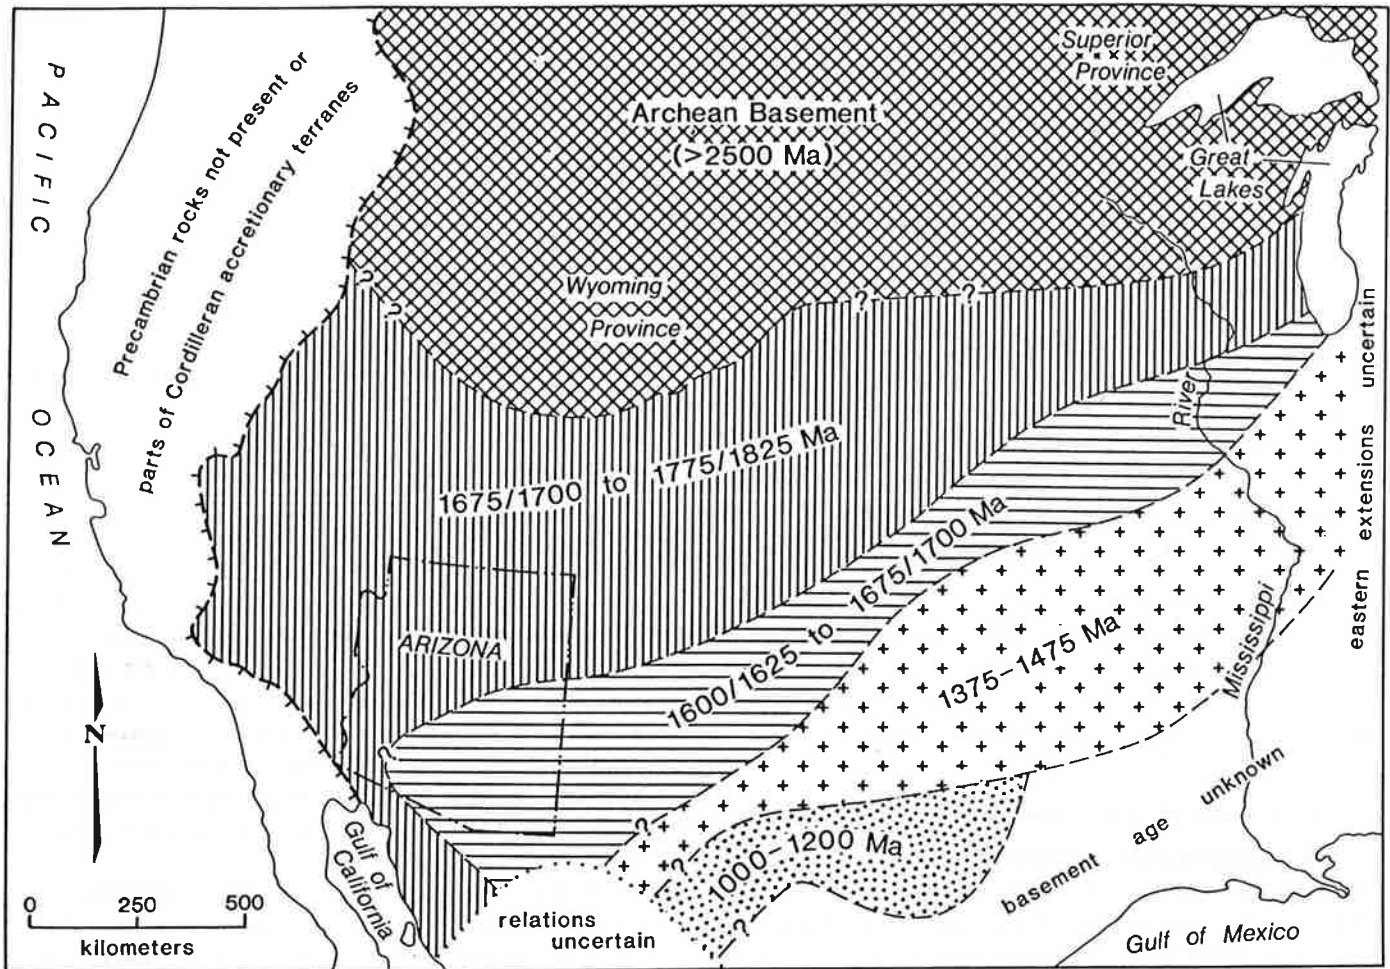 PACIFIC
OCEAN
Precambrian rocks not present or
parts of Cordilleran accretionary terranes
Superior
Province
Archean Basement
(>2500 Ma)
Great
Lakes
Wyoming
Province
?
?
?
?
1675/1700 to 1775/1825 Ma
River
eastern extensions uncertain
1600/1625 to 1675/1700 Ma
ARIZONA
1375-1475 Ma
Mississippi
N
?
?
?
1000-1200 Ma
?
basement age unknown
Gulf of
California
relations
uncertain
Gulf of Mexico
0 250 500
kilometers